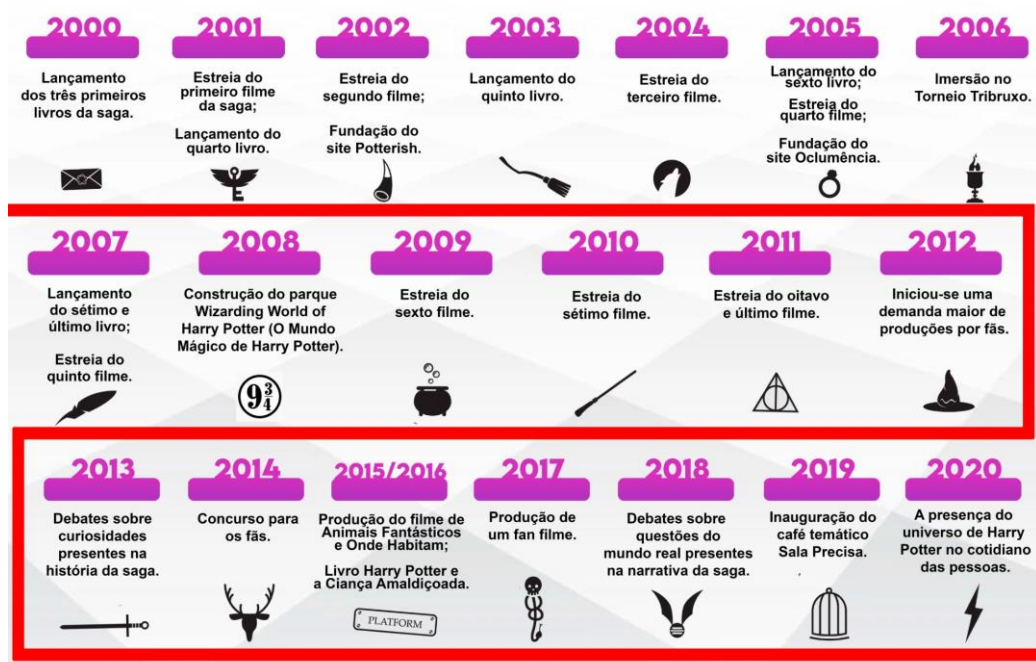 2000
Lançamento
dos três primeiros
livros da saga.
2001
Estreia do
primeiro filme
da saga;
Lançamento do
quarto livro.
2002
Estreia do
segundo filme;
Fundação do
site Potterish.
2003
Lançamento do
quinto livro.
2004
Estreia do
terceiro filme.
2005
Lançamento do
sexto livro;
Estreia do
quarto filme;
Fundação do
site Oclumência.
2006
Imersão no
Torneio Tribruxo.
2007
Lançamento
do sétimo e
último livro;
Estreia do
quinto filme.
2008
Construção do parque
Wizarding World of
Harry Potter (O Mundo
Mágico de Harry Potter).
9 3/4
2009
Estreia do
sexto filme.
2010
Estreia do
sétimo filme.
2011
Estreia do oitavo
e último filme.
2012
Iniciou-se uma
demanda maior de
produções por fãs.
2013
Debates sobre
curiosidades
presentes na
história da saga.
2014
Concurso para
os fãs.
2015/2016
Produção do filme de
Animais Fantásticos
e Onde Habitam;
Livro Harry Potter e
a Ciança Amaldiçoada.
PLATFORM
2017
Produção de
um fan filme.
2018
Debates sobre
questões do
mundo real presentes
na narrativa da saga.
2019
Inauguração do
café temático
Sala Precisa.
2020
A presença do
universo de Harry
Potter no cotidiano
das pessoas.